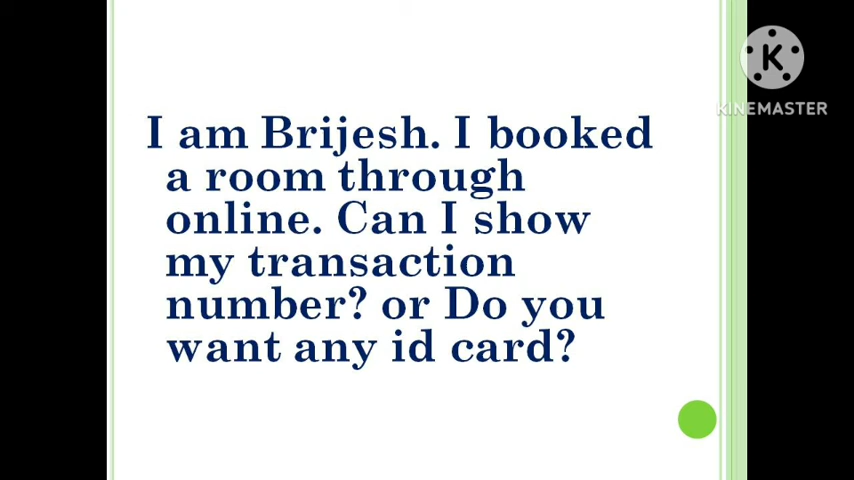 I am Brijesh. I booked
a room through
online. Can I show
my transaction
number? or Do you
want any id card?
K
KINEMASTER